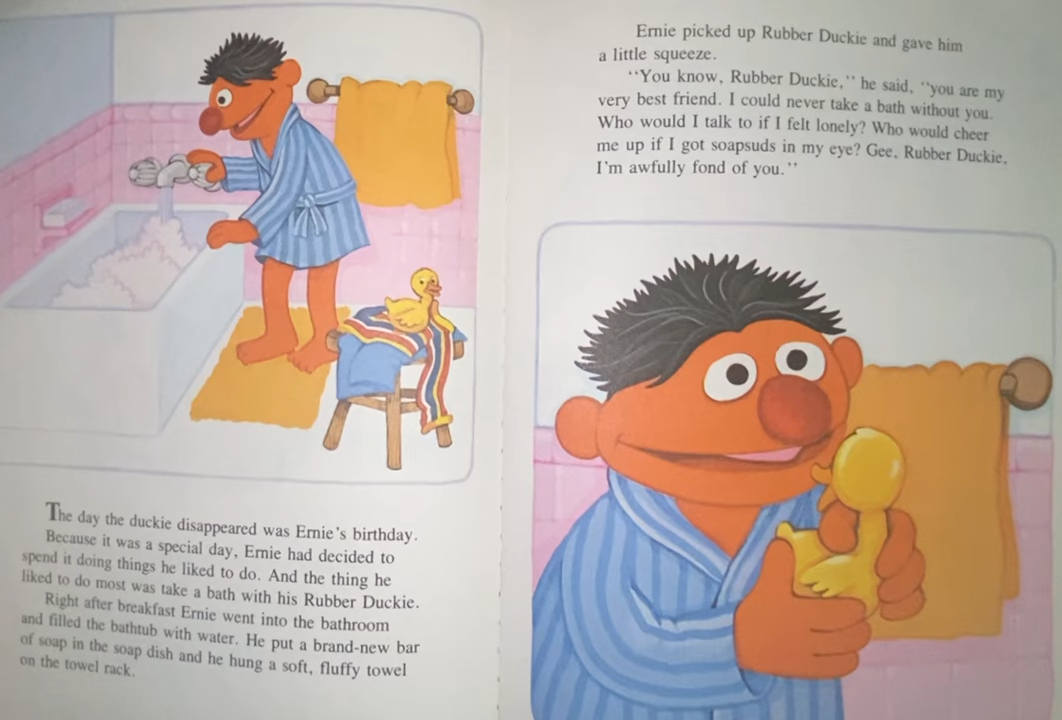 The day the duckie disappeared was Ernie's birthday.
Because it was a special day, Ernie had decided to
spend it doing things he liked to do. And the thing he
liked to do most was take a bath with his Rubber Duckie.
Right after breakfast Ernie went into the bathroom
and filled the bathtub with water. He put a brand-new bar
of soap in the soap dish and he hung a soft, fluffy towel
on the towel rack.
Ernie picked up Rubber Duckie and gave him
a little squeeze.
"You know, Rubber Duckie," he said, "you are my
very best friend. I could never take a bath without you.
Who would I talk to if I felt lonely? Who would cheer
me up if I got soapsuds in my eye? Gee, Rubber Duckie,
I'm awfully fond of you."